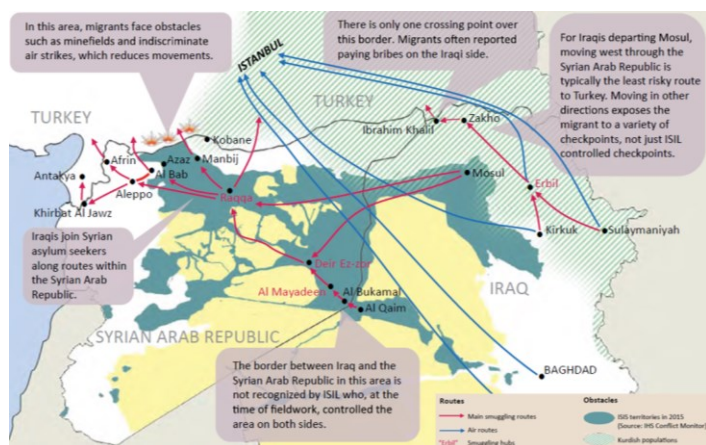 In this area, migrants face obstacles
such as minefields and indiscriminate
air strikes, which reduces movements.
There is only one crossing point over
this border. Migrants often reported
paying bribes on the Iraqi side.
For Iraqis departing Mosul,
moving west through the
Syrian Arab Republic is
typically the least risky route
to Turkey. Moving in other
directions exposes the
migrant to a variety of
checkpoints, not just ISIL
controlled checkpoints.
ISTANBUL
TURKEY
TURKEY
Kobane
Ibrahim Khalil
Zakho
Afrin
Azaz
Manbij
Antakya
Al Bab
Mosul
Aleppo
Raqqa
Erbil
Khirbat Al Jawz
Kirkuk
Sulaymaniyah
Iraqis join Syrian
asylum seekers
along routes within
the Syrian Arab
Republic.
Deir Ez-zor
Al Mayadeen
Al Bukamal
IRAQ
Al Qaim
SYRIAN ARAB REPUBLIC
The border between Iraq and the
Syrian Arab Republic in this area is
not recognized by ISIL who, at the
time of fieldwork, controlled the
area on both sides.
BAGHDAD
Routes
Main smuggling routes
Air routes
"Erbil" Smuggling hubs
Obstacles
ISIS territories in 2015
(Source: IHS Conflict Monitor)
Kurdish populations